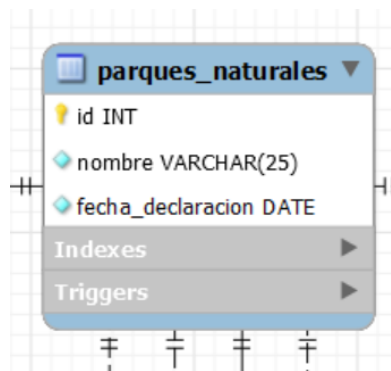 parques_naturales
id INT
nombre VARCHAR(25)
fecha_declaracion DATE
Indexes
Triggers